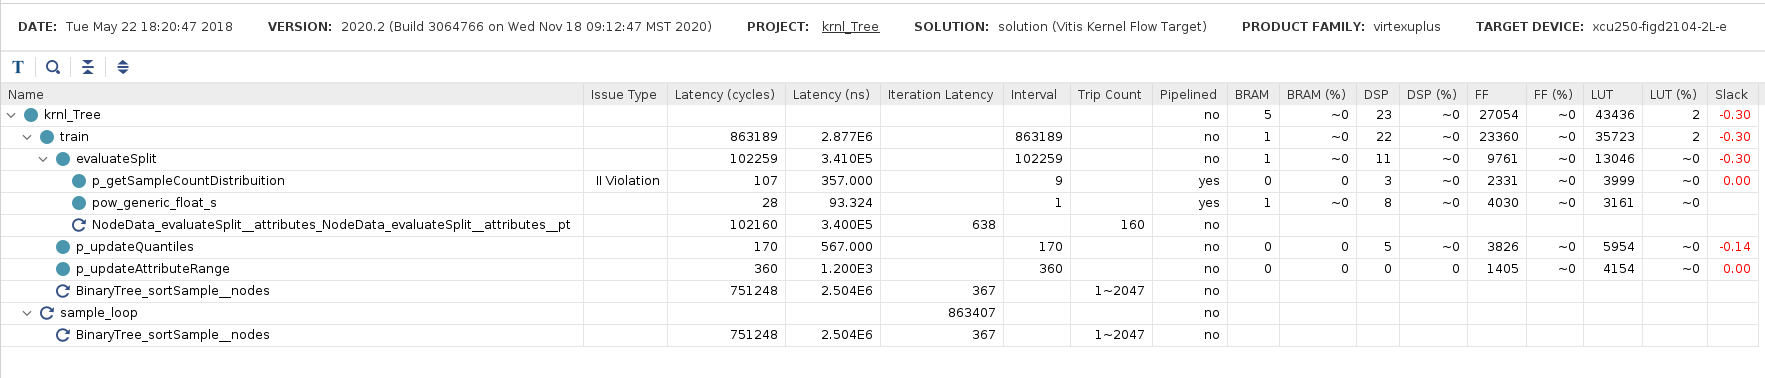 DATE: Tue May 22 18:20:47 2018 VERSION: 2020.2 (Build 3064766 on Wed Nov 18 09:12:47 MST 2020) PROJECT: krnl_Tree SOLUTION: solution (Vitis Kernel Flow Target) PRODUCT FAMILY: virtexuplus TARGET DEVICE: xcu250-figd2104-2L-e
T
Name Issue Type Latency (cycles) Latency (ns) Iteration Latency Interval Trip Count Pipelined BRAM BRAM (%) DSP DSP (%) FF FF (%) LUT LUT (%) Slack
krnl_Tree no 5 ~0 23 ~0 27054 ~0 43436 2 -0.30
train 863189 2.877E6 863189 no 1 ~0 22 ~0 23360 ~0 35723 2 -0.30
evaluateSplit 102259 3.410E5 102259 no 1 ~0 11 ~0 9761 ~0 13046 ~0 -0.30
p_getSampleCountDistribuition II Violation 107 357.000 9 yes 0 0 3 ~0 2331 ~0 3999 ~0 0.00
pow_generic_float_s 28 93.324 1 yes 1 ~0 8 ~0 4030 ~0 3161 ~0
NodeData_evaluateSplit__attributes_NodeData_evaluateSplit__attributes__pt 102160 3.400E5 638 160 no
p_updateQuantiles 170 567.000 170 no 0 0 5 ~0 3826 ~0 5954 ~0 -0.14
p_updateAttributeRange 360 1.200E3 360 no 0 0 0 0 1405 ~0 4154 ~0 0.00
BinaryTree_sortSample__nodes 751248 2.504E6 367 1~2047 no
sample_loop 863407 no
BinaryTree_sortSample__nodes 751248 2.504E6 367 1~2047 no